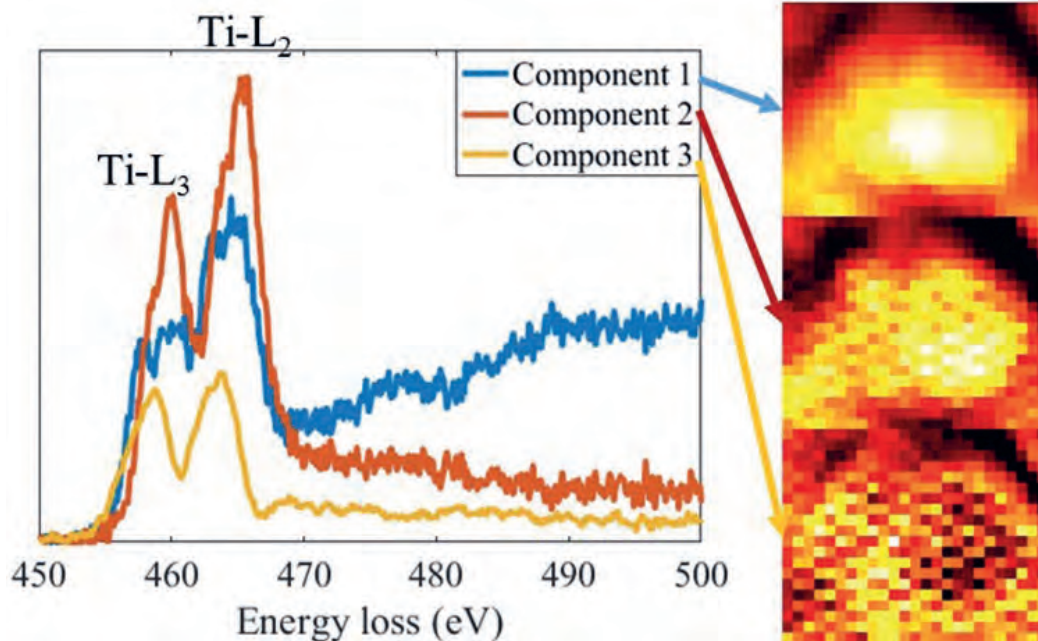 Ti-L₂
Component 1
Component 2
Component 3
Ti-L₃
450 460 470 480 490 500
Energy loss (eV)